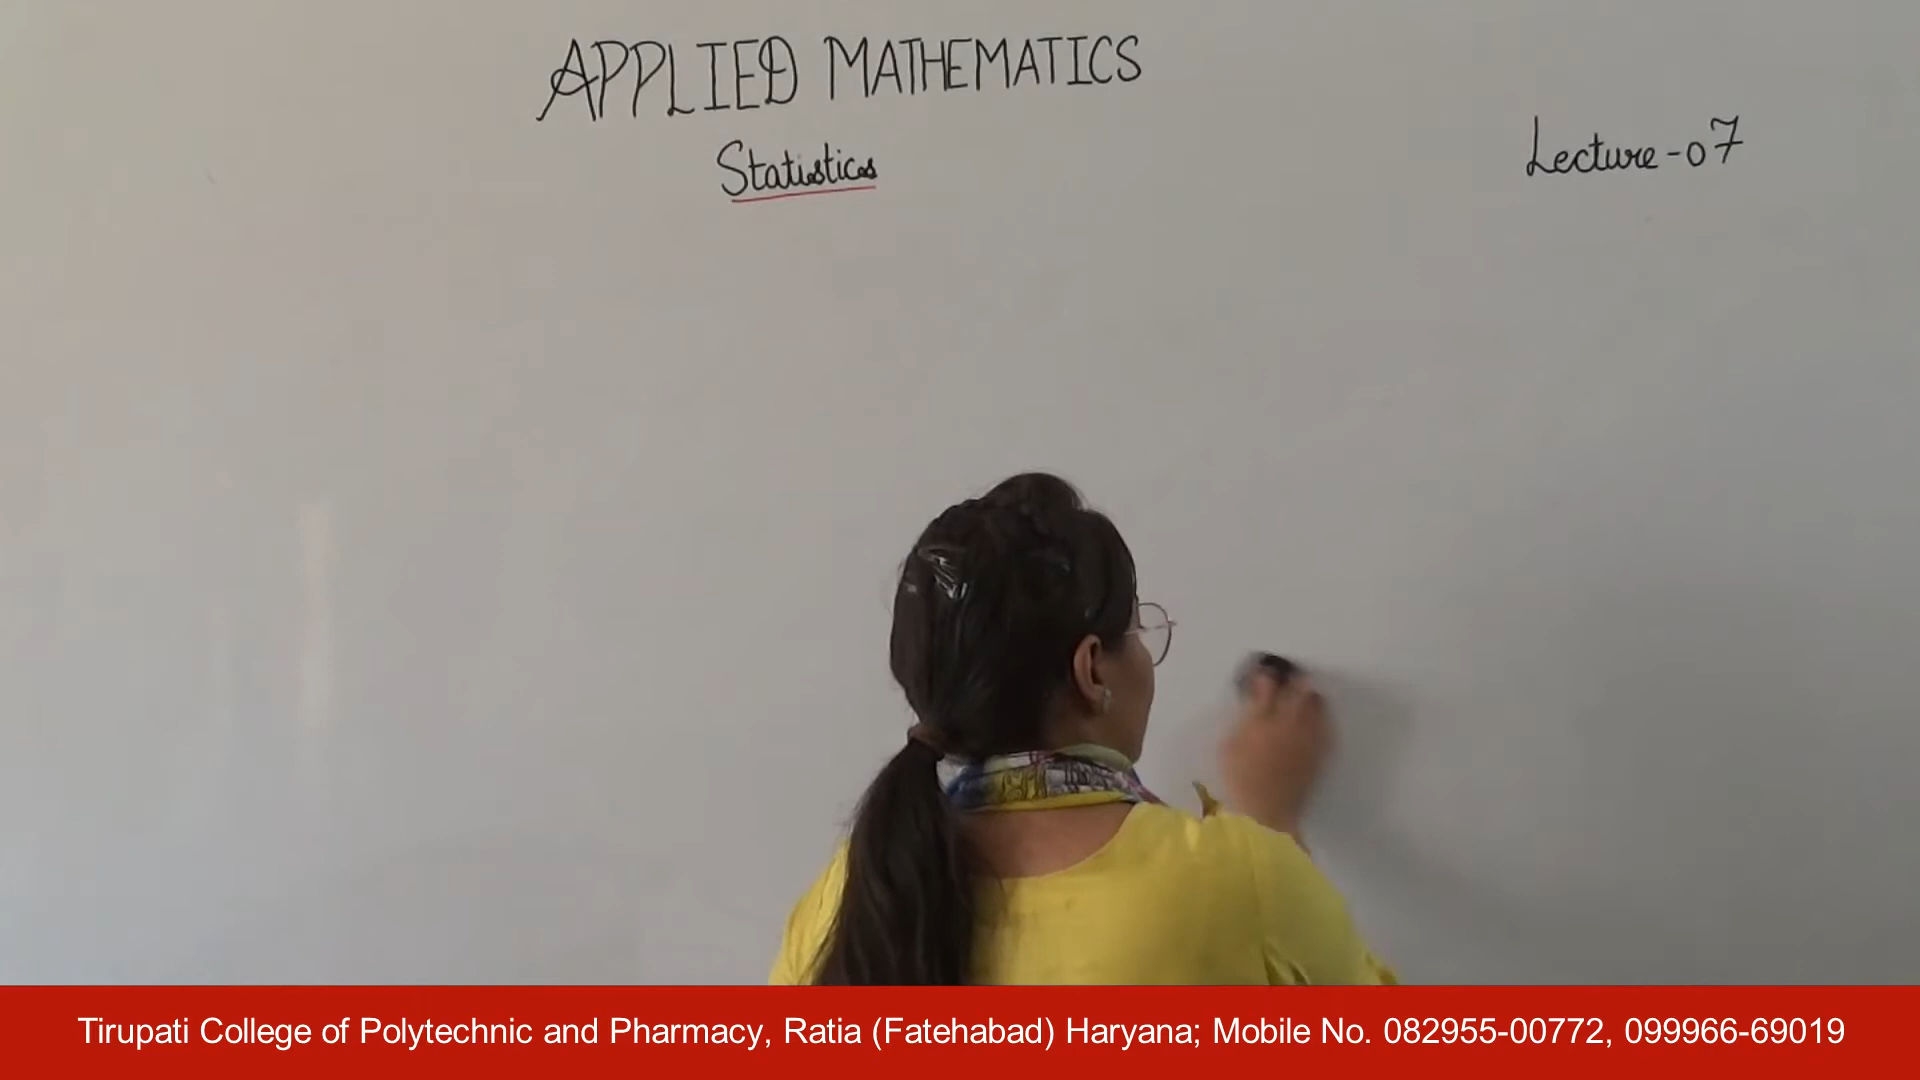 APPLIED MATHEMATICS
Statistics
Lecture-07
Tirupati College of Polytechnic and Pharmacy, Ratia (Fatehabad) Haryana; Mobile No. 082955-00772, 099966-69019